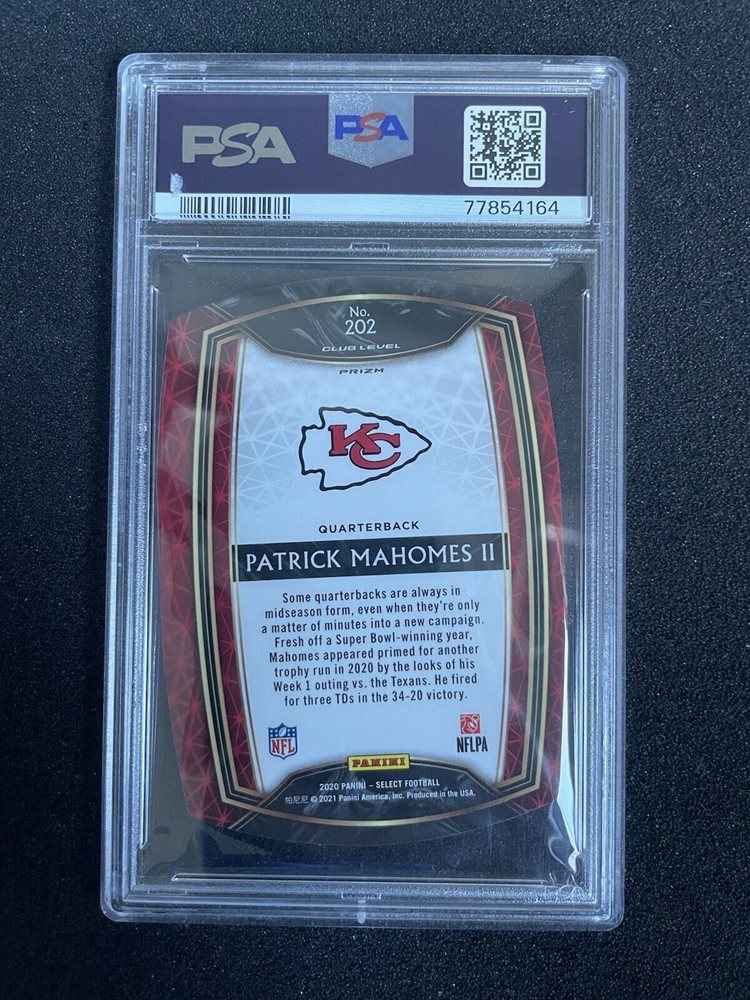 PSA
PSA
77854164
No.
202
CLUB LEVEL
PRIZM
KC
QUARTERBACK
PATRICK MAHOMES II
Some quarterbacks are always in
midseason form, even when they're only
a matter of minutes into a new campaign.
Fresh off a Super Bowl-winning year,
Mahomes appeared primed for another
trophy run in 2020 by the looks of his
Week 1 outing vs. the Texans. He fired
for three TDs in the 34-20 victory.
NFL
NFLPA
PANINI
2020 PANINI – SELECT FOOTBALL
帕尼尼 © 2021 Panini America, Inc. Produced in the USA.